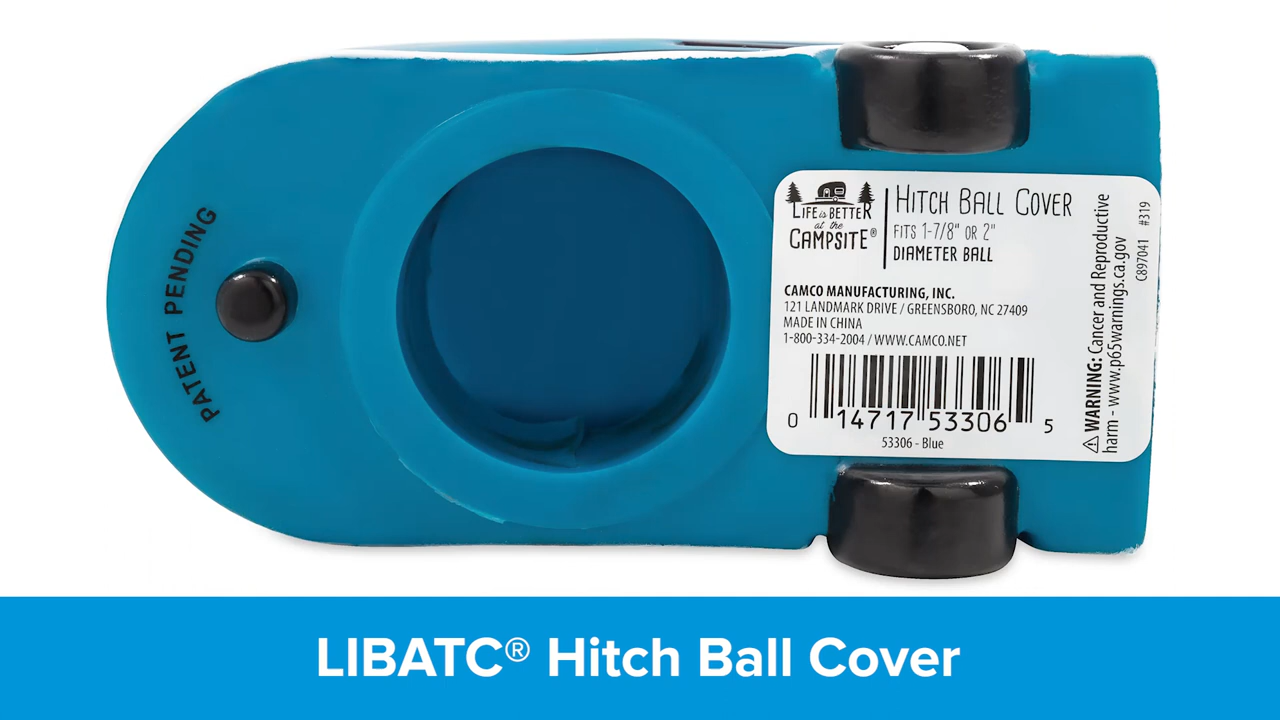 PATENT PENDING
LIFE is BETTER
at the
CAMPSITE®
HITCH BALL COVER
FITS 1-7/8" OR 2"
DIAMETER BALL
CAMCO MANUFACTURING, INC.
121 LANDMARK DRIVE / GREENSBORO, NC 27409
MADE IN CHINA
1-800-334-2004 / WWW.CAMCO.NET
0 14717 53306 5
53306 - Blue
⚠WARNING: Cancer and Reproductive
harm - www.p65warnings.ca.gov
C897041 #319
LIBATC® Hitch Ball Cover